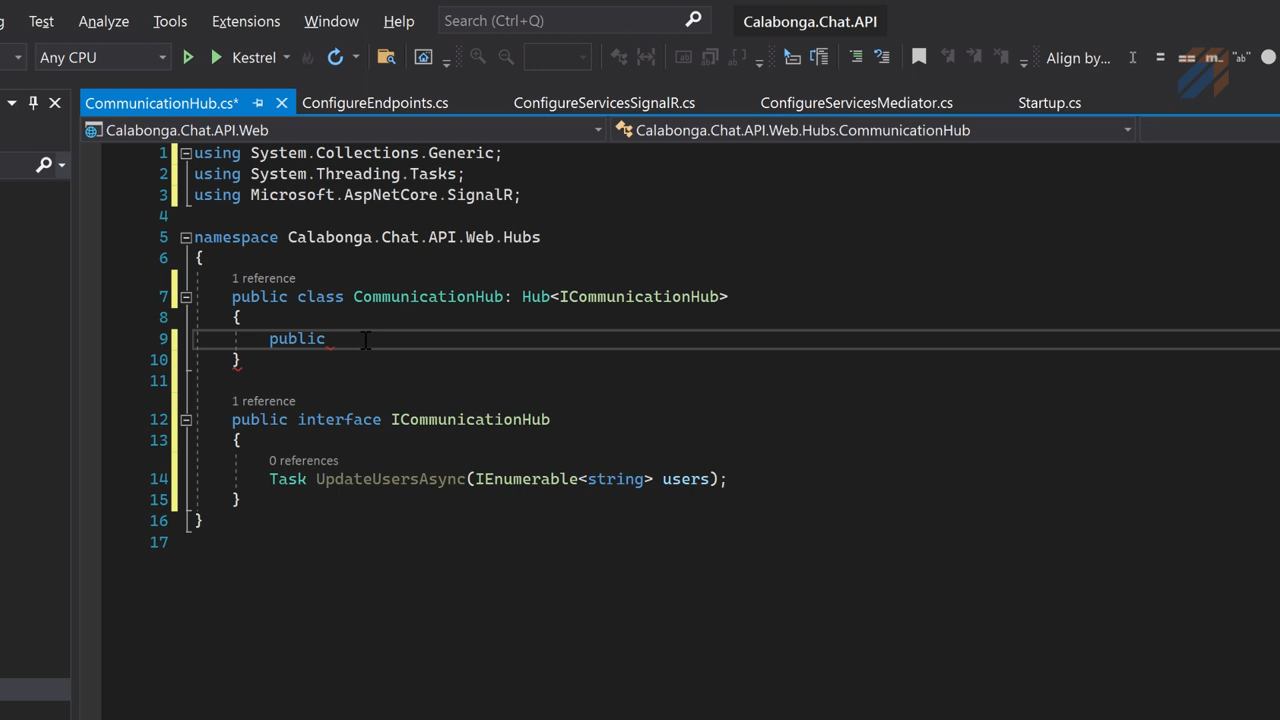 Test Analyze Tools Extensions Window Help Search (Ctrl+Q) Calabonga.Chat.API
Any CPU Kestrel Align by... = == m_ "ab"
CommunicationHub.cs* ConfigureEndpoints.cs ConfigureServicesSignalR.cs ConfigureServicesMediator.cs Startup.cs
Calabonga.Chat.API.Web Calabonga.Chat.API.Web.Hubs.CommunicationHub
1 using System.Collections.Generic;
2 using System.Threading.Tasks;
3 using Microsoft.AspNetCore.SignalR;
4
5 namespace Calabonga.Chat.API.Web.Hubs
6 {
1 reference
7 public class CommunicationHub: Hub<ICommunicationHub>
8 {
9 public
10 }
11
1 reference
12 public interface ICommunicationHub
13 {
0 references
14 Task UpdateUsersAsync(IEnumerable<string> users);
15 }
16 }
17